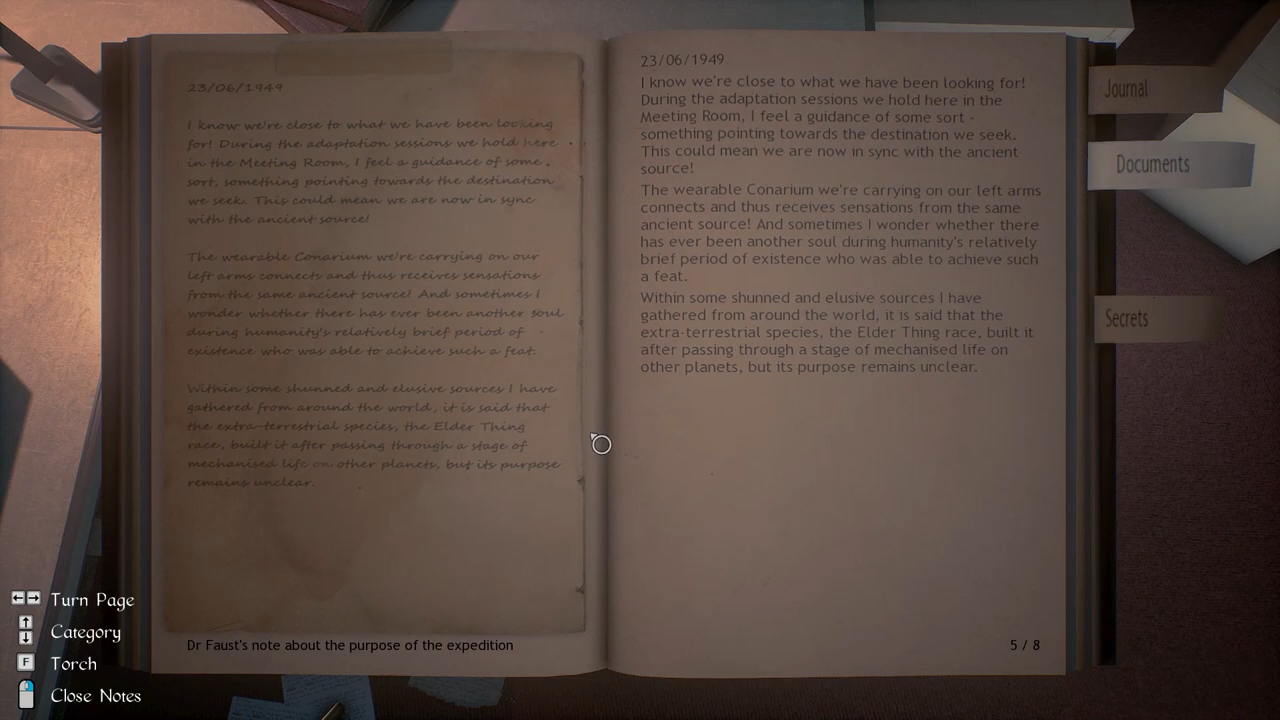 23/06/1949
I know we're close to what we have been looking
for! During the adaptation sessions we hold here
in the Meeting Room, I feel a guidance of some
sort, something pointing towards the destination
we seek. This could mean we are now in sync
with the ancient source!
The wearable Conarium we're carrying on our
left arms connects and thus receives sensations
from the same ancient source! And sometimes I
wonder whether there has ever been another soul
during humanity's relatively brief period of
existence who was able to achieve such a feat.
Within some shunned and elusive sources I have
gathered from around the world, it is said that
the extra-terrestrial species, the Elder Thing
race, built it after passing through a stage of
mechanised life on other planets, but its purpose
remains unclear.
Dr Faust's note about the purpose of the expedition
23/06/1949
I know we're close to what we have been looking for!
During the adaptation sessions we hold here in the
Meeting Room, I feel a guidance of some sort -
something pointing towards the destination we seek.
This could mean we are now in sync with the ancient
source!
The wearable Conarium we're carrying on our left arms
connects and thus receives sensations from the same
ancient source! And sometimes I wonder whether there
has ever been another soul during humanity's relatively
brief period of existence who was able to achieve such
a feat.
Within some shunned and elusive sources I have
gathered from around the world, it is said that the
extra-terrestrial species, the Elder Thing race, built it
after passing through a stage of mechanised life on
other planets, but its purpose remains unclear.
5 / 8
Journal
Documents
Secrets
Turn Page
Category
F Torch
Close Notes